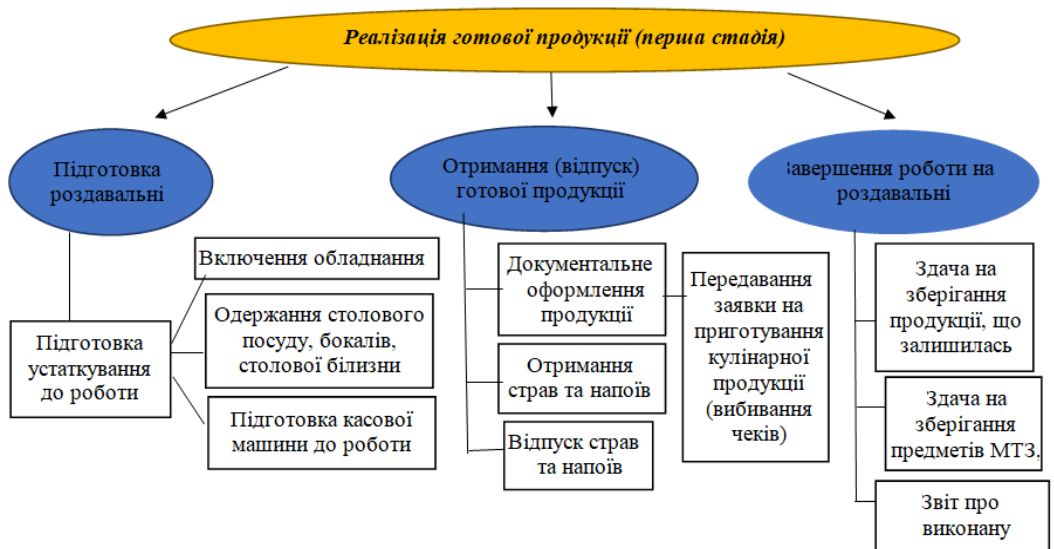 Реалізація готової продукції (перша стадія)
Підготовка
роздавальні
Отримання (відпуск)
готової продукції
Завершення роботи на
роздавальні
Підготовка
устаткування
до роботи
Включення обладнання
Одержання столового
посуду, бокалів,
столової білизни
Підготовка касової
машини до роботи
Документальне
оформлення
продукції
Отримання
страв та напоїв
Відпуск страв
та напоїв
Передавання
заявки на
приготування
кулінарної
продукції
(вибивання
чеків)
Здача на
зберігання
продукції, що
залишилась
Здача на
зберігання
предметів МТЗ,
Звіт про
виконану